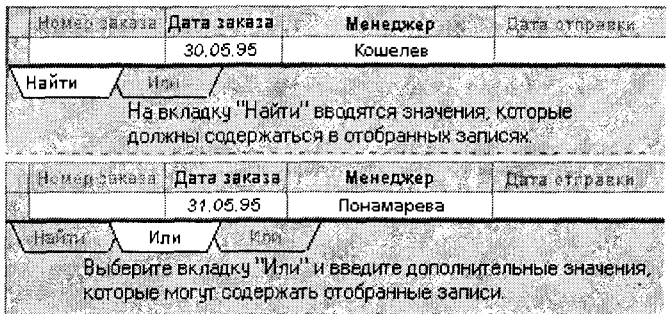 Номер заказа Дата заказа Менеджер Дата отправки
30.05.95 Кошелев
Найти Или
На вкладку "Найти" вводятся значения, которые
должны содержаться в отобранных записях.
Номер заказа Дата заказа Менеджер Дата отправки
31.05.95 Понамарева
Найти Или Или
Выберите вкладку "Или" и введите дополнительные значения,
которые могут содержать отобранные записи.